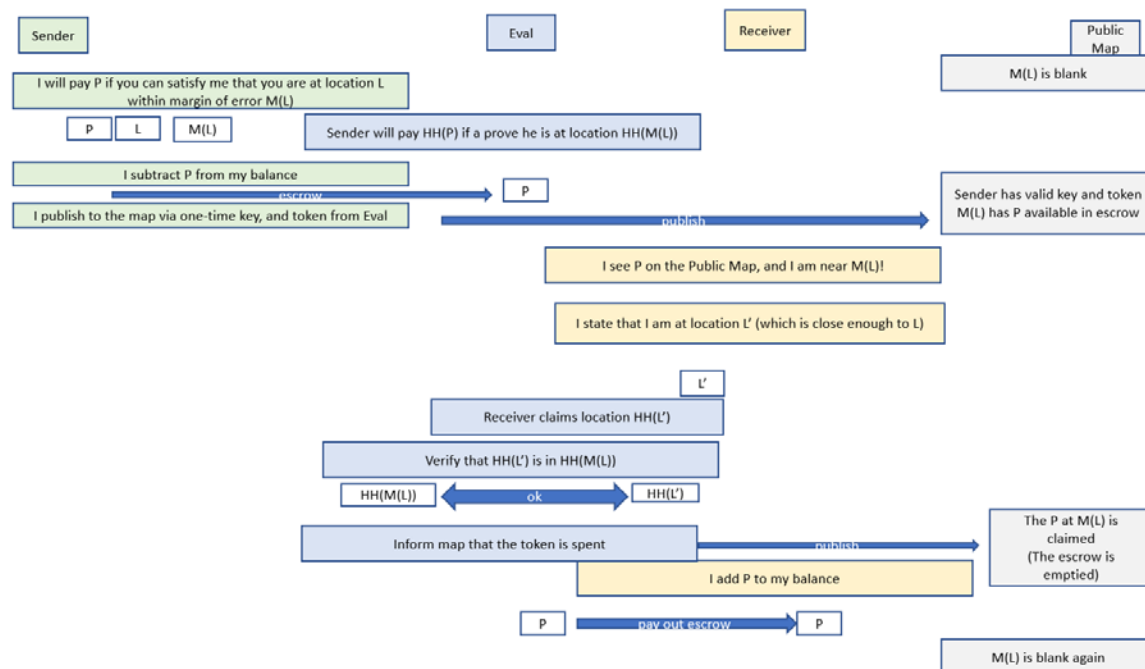 Sender
Eval
Receiver
Public
Map
I will pay P if you can satisfy me that you are at location L
within margin of error M(L)
M(L) is blank
P
L
M(L)
Sender will pay HH(P) if a prove he is at location HH(M(L))
I subtract P from my balance
escrow
P
I publish to the map via one-time key, and token from Eval
publish
Sender has valid key and token
M(L) has P available in escrow
I see P on the Public Map, and I am near M(L)!
I state that I am at location L’ (which is close enough to L)
L’
Receiver claims location HH(L’)
Verify that HH(L’) is in HH(M(L))
HH(M(L))
ok
HH(L’)
Inform map that the token is spent
publish
The P at M(L) is
claimed
(The escrow is
emptied)
I add P to my balance
P
pay out escrow
P
M(L) is blank again